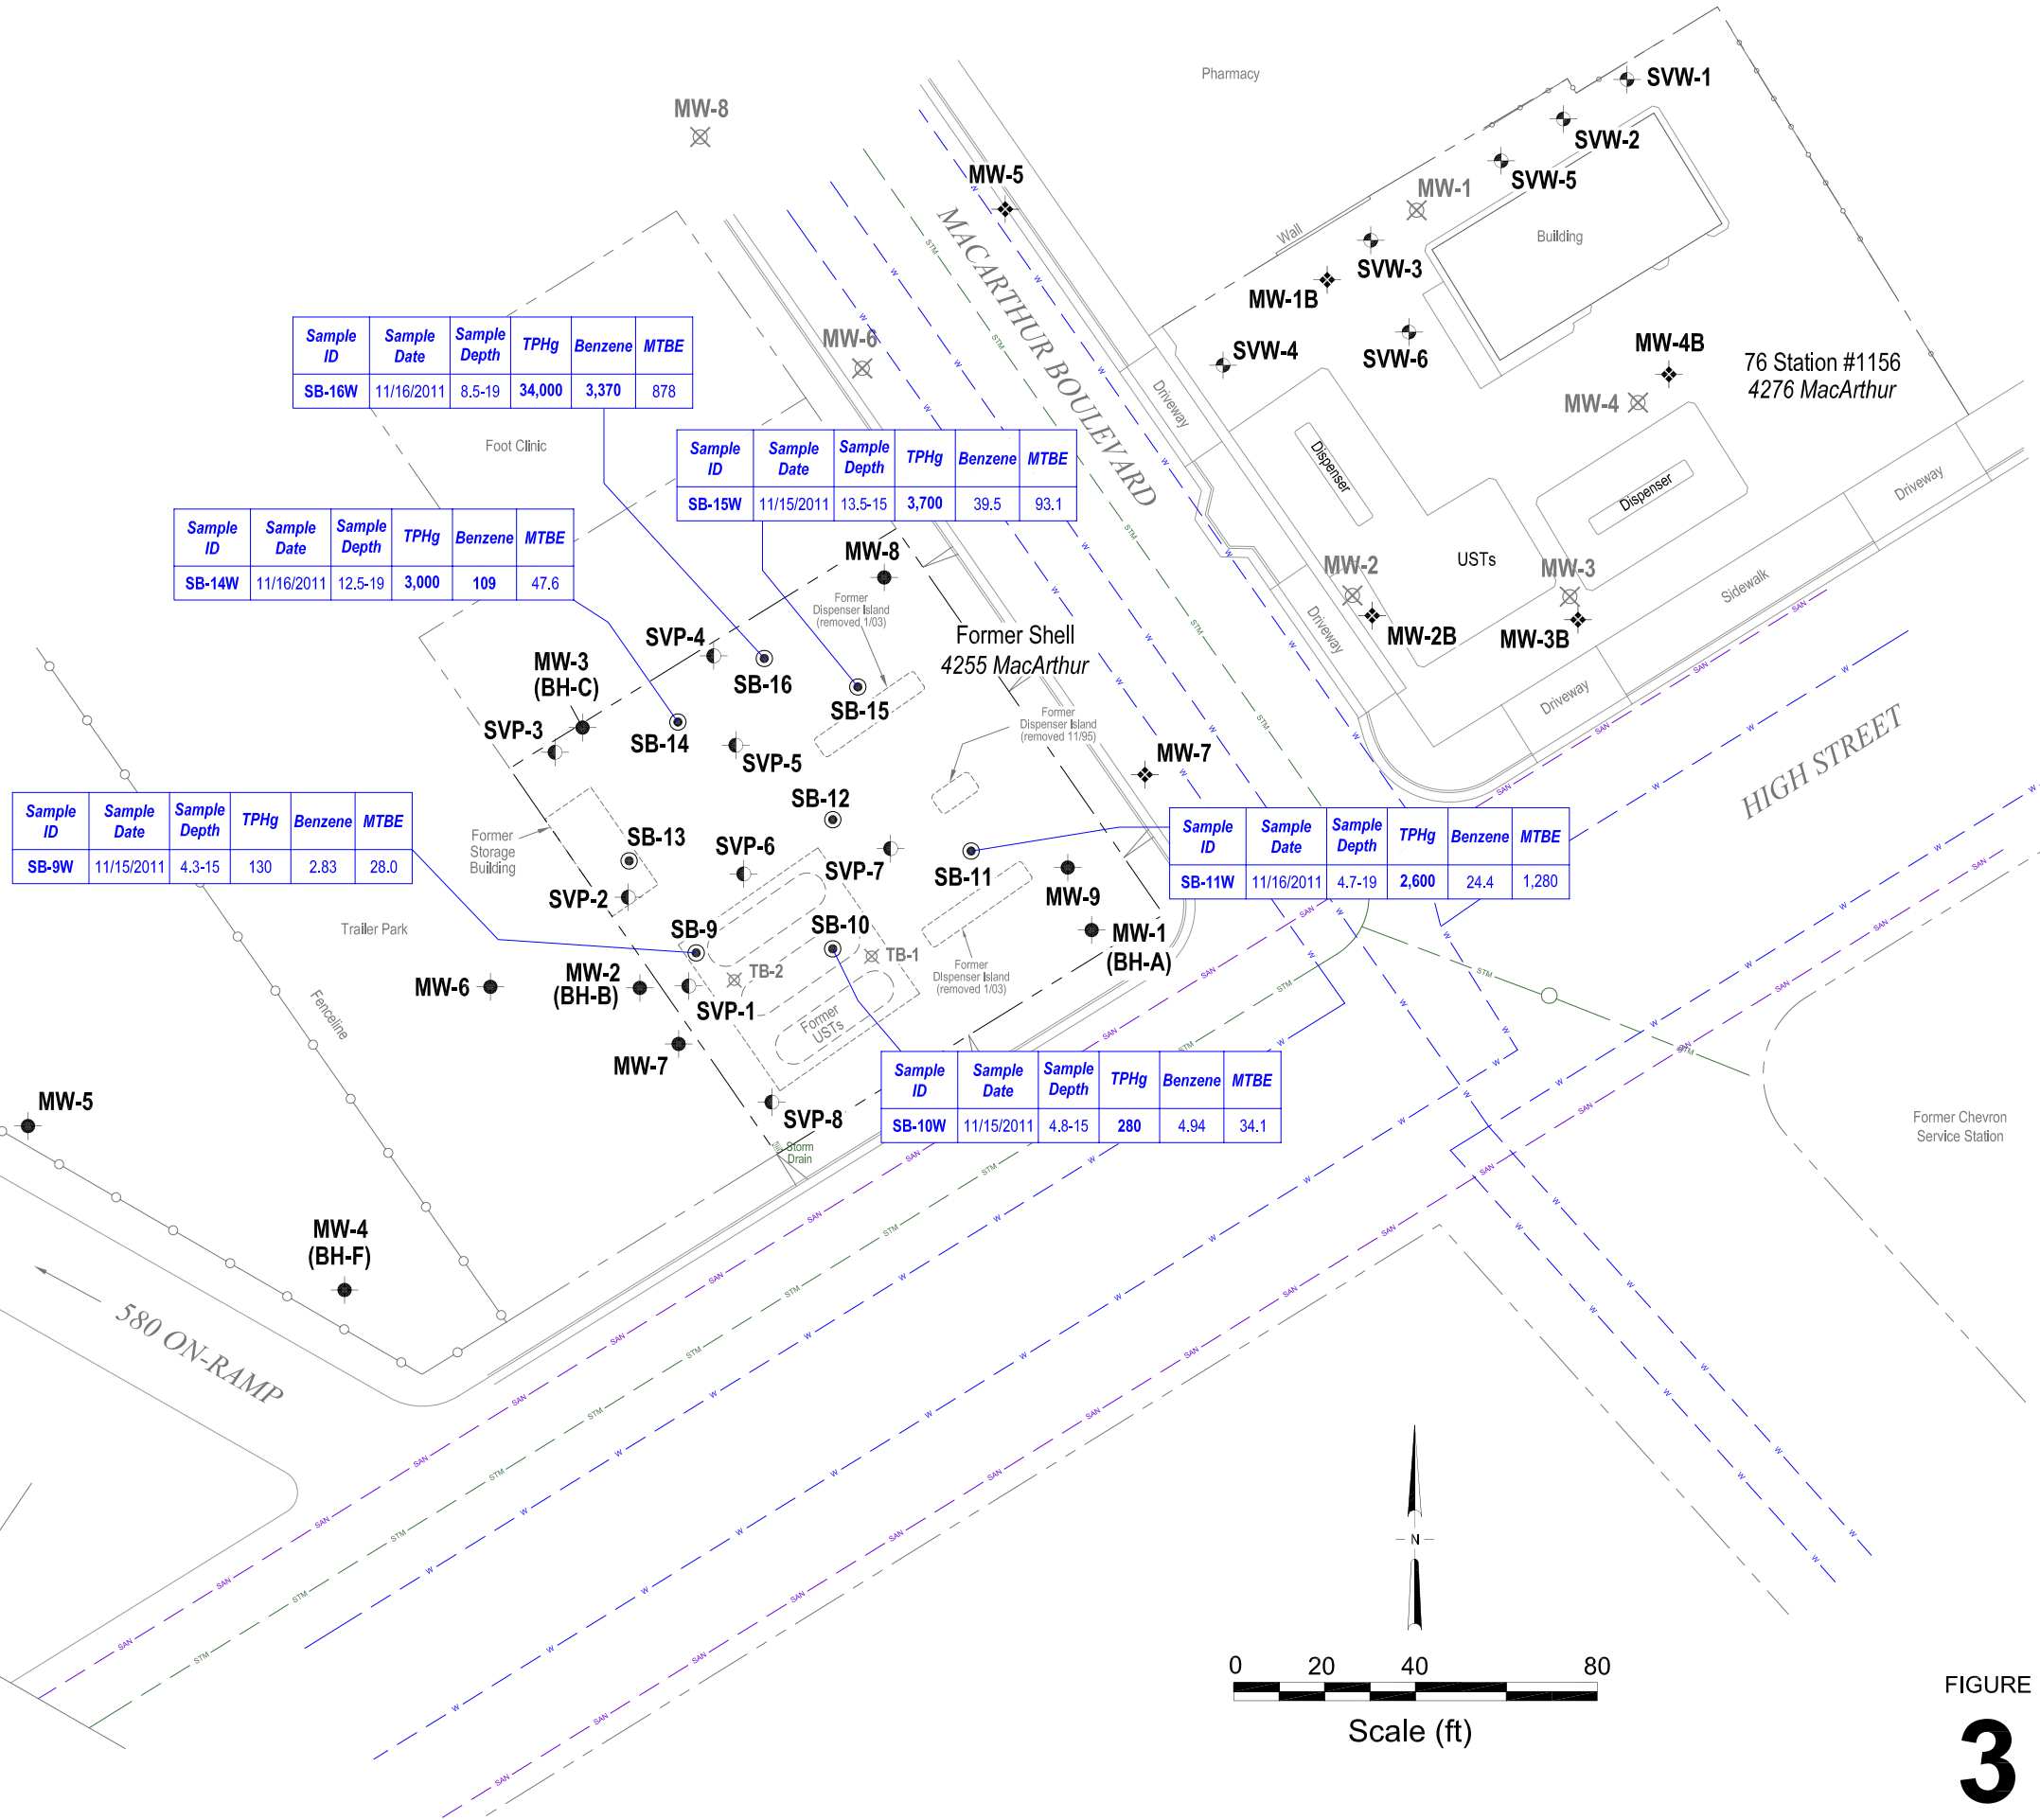 Pharmacy
SVW-1
MW-8
SVW-2
MW-5
SVW-5
MW-1
MACARTHUR BOULEVARD
Wall
Building
SVW-3
MW-1B
MW-6
SVW-4
SVW-6
MW-4B
76 Station #1156
4276 MacArthur
MW-4
Driveway
Dispenser
Dispenser
Driveway
Sample ID Sample Date Sample Depth TPHg Benzene MTBE
SB-16W 11/16/2011 8.5-19 34,000 3,370 878
Foot Clinic
Sample ID Sample Date Sample Depth TPHg Benzene MTBE
SB-15W 11/15/2011 13.5-15 3,700 39.5 93.1
Sample ID Sample Date Sample Depth TPHg Benzene MTBE
SB-14W 11/16/2011 12.5-19 3,000 109 47.6
MW-8
Former
Dispenser Island
(removed 1/03)
USTs
MW-2
MW-3
Sidewalk
MW-2B
MW-3B
Driveway
Driveway
SVP-4
Former Shell
4255 MacArthur
MW-3
(BH-C)
SB-16
SB-15
SVP-3
SB-14
SVP-5
Former
Dispenser Island
(removed 11/95)
MW-7
HIGH STREET
SB-12
Sample ID Sample Date Sample Depth TPHg Benzene MTBE
SB-9W 11/15/2011 4.3-15 130 2.83 28.0
Former
Storage
Building
SB-13
SVP-6
SVP-7
SB-11
MW-9
Sample ID Sample Date Sample Depth TPHg Benzene MTBE
SB-11W 11/16/2011 4.7-19 2,600 24.4 1,280
SVP-2
Trailer Park
SB-9
SB-10
TB-1
MW-1
(BH-A)
MW-2
(BH-B)
TB-2
Former
DIspenser Island
(removed 1/03)
MW-6
SVP-1
Former
USTs
Fenceline
MW-7
Sample ID Sample Date Sample Depth TPHg Benzene MTBE
SB-10W 11/15/2011 4.8-15 280 4.94 34.1
MW-5
SVP-8
Storm
Drain
Former Chevron
Service Station
MW-4
(BH-F)
580 ON-RAMP
SAN
STM
W
N
0 20 40 80
Scale (ft)
FIGURE
3